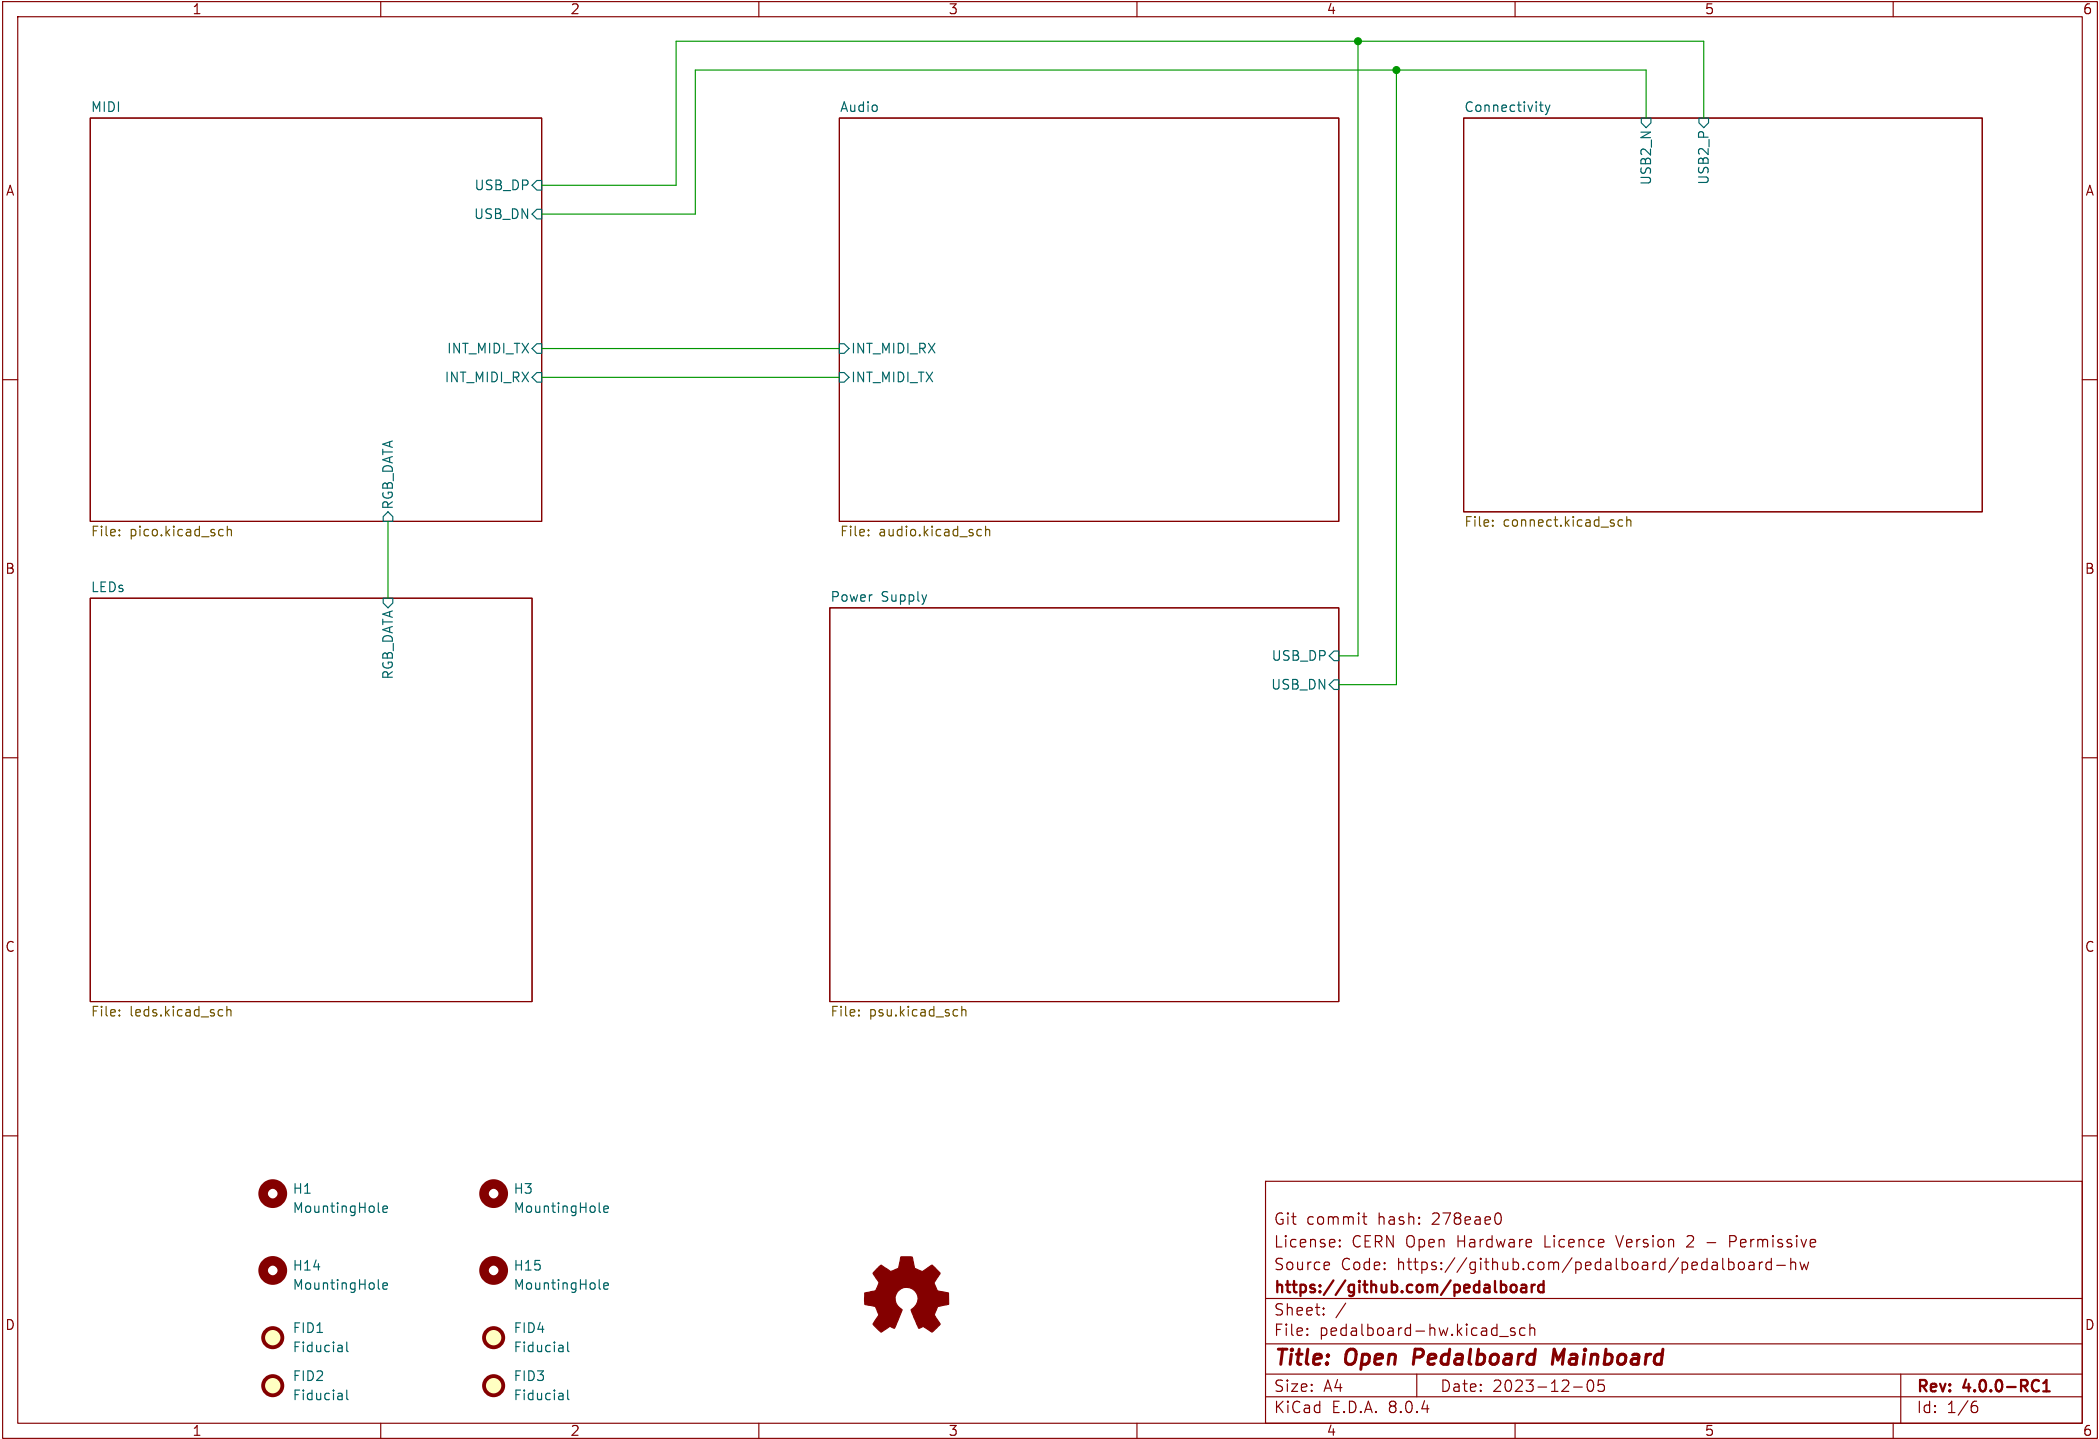 1 2 3 4 5 6
MIDI
Audio
Connectivity
USB2_N
USB2_P
USB_DP
USB_DN
A
A
INT_MIDI_TX
INT_MIDI_RX
INT_MIDI_RX
INT_MIDI_TX
RGB_DATA
File: pico.kicad_sch
File: audio.kicad_sch
File: connect.kicad_sch
B
B
LEDs
Power Supply
RGB_DATA
USB_DP
USB_DN
C
C
File: leds.kicad_sch
File: psu.kicad_sch
H1
MountingHole
H3
MountingHole
H14
MountingHole
H15
MountingHole
FID1
Fiducial
FID4
Fiducial
FID2
Fiducial
FID3
Fiducial
D
D
Git commit hash: 278eae0
License: CERN Open Hardware Licence Version 2 - Permissive
Source Code: https://github.com/pedalboard/pedalboard-hw
https://github.com/pedalboard
Sheet: /
File: pedalboard-hw.kicad_sch
Title: Open Pedalboard Mainboard
Size: A4
Date: 2023-12-05
Rev: 4.0.0-RC1
KiCad E.D.A. 8.0.4
Id: 1/6
1 2 3 4 5 6